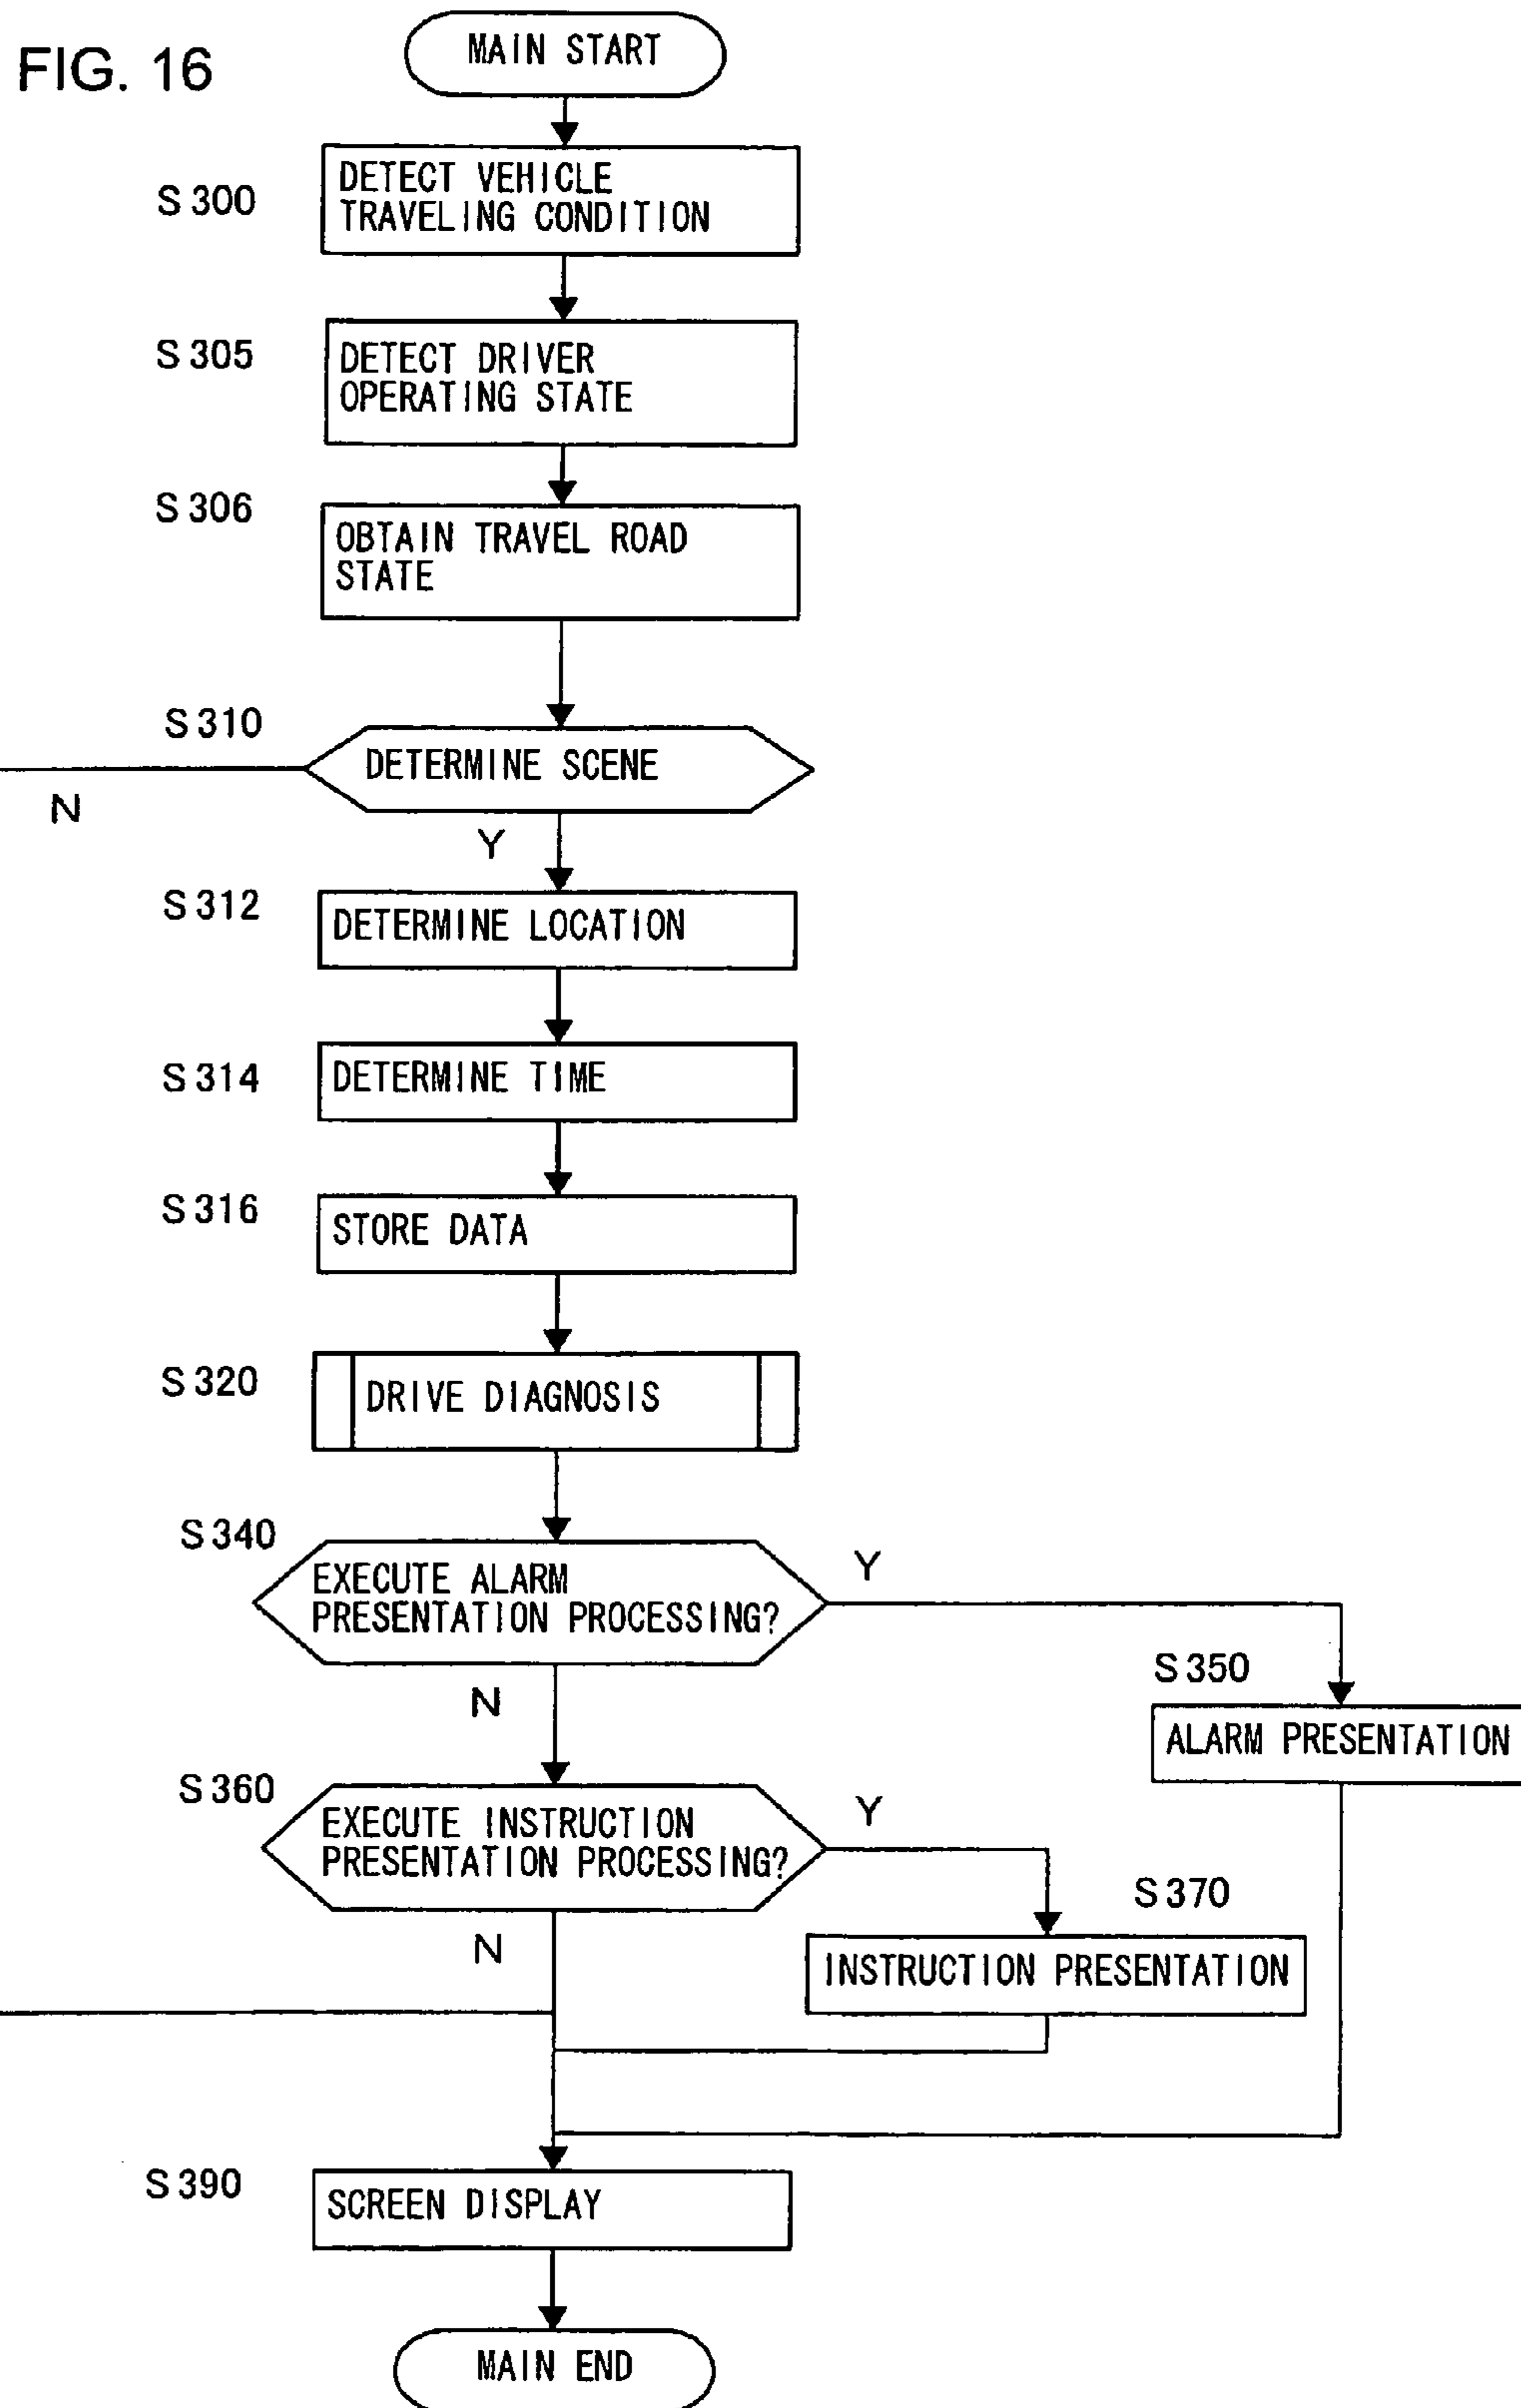 FIG. 16
MAIN START
S300
DETECT VEHICLE
TRAVELING CONDITION
S305
DETECT DRIVER
OPERATING STATE
S306
OBTAIN TRAVEL ROAD
STATE
S310
DETERMINE SCENE
N
Y
S312
DETERMINE LOCATION
S314
DETERMINE TIME
S316
STORE DATA
S320
DRIVE DIAGNOSIS
S340
EXECUTE ALARM
PRESENTATION PROCESSING?
Y
N
S350
ALARM PRESENTATION
S360
EXECUTE INSTRUCTION
PRESENTATION PROCESSING?
Y
N
S370
INSTRUCTION PRESENTATION
S390
SCREEN DISPLAY
MAIN END